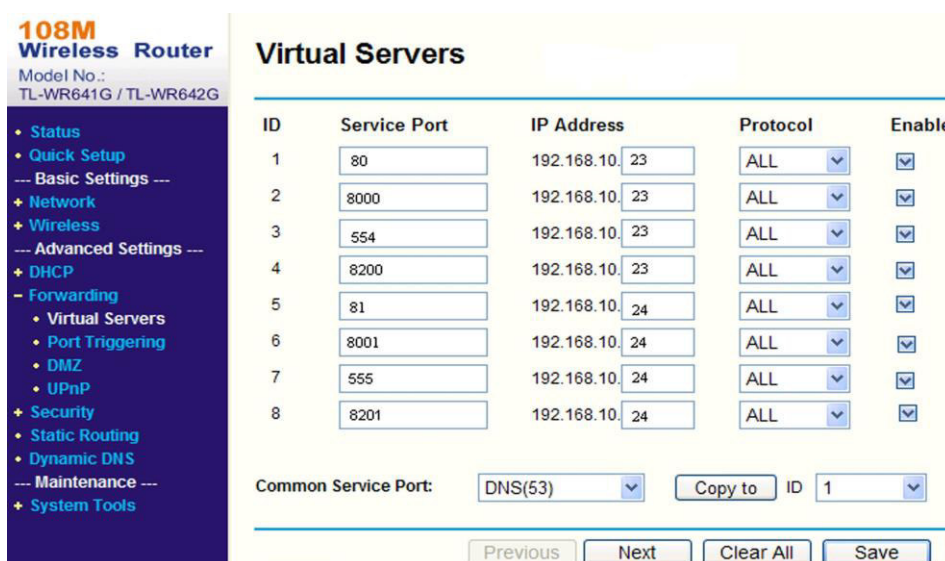 108M
Wireless Router
Model No.:
TL-WR641G / TL-WR642G
Status
Quick Setup
--- Basic Settings ---
+ Network
+ Wireless
--- Advanced Settings ---
+ DHCP
– Forwarding
Virtual Servers
Port Triggering
DMZ
UPnP
+ Security
Static Routing
Dynamic DNS
--- Maintenance ---
+ System Tools
Virtual Servers
ID Service Port IP Address Protocol Enable
1 80 192.168.10. 23 ALL
2 8000 192.168.10. 23 ALL
3 554 192.168.10. 23 ALL
4 8200 192.168.10. 23 ALL
5 81 192.168.10. 24 ALL
6 8001 192.168.10. 24 ALL
7 555 192.168.10. 24 ALL
8 8201 192.168.10. 24 ALL
Common Service Port: DNS(53) Copy to ID 1
Previous Next Clear All Save